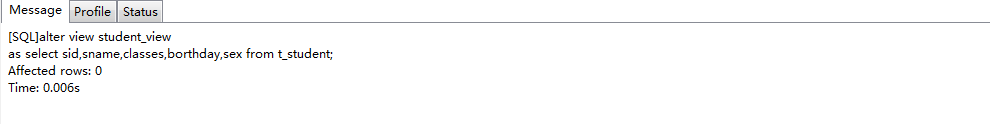 Message Profile Status
[SQL]alter view student_view
as select sid,sname,classes,borthday,sex from t_student;
Affected rows: 0
Time: 0.006s